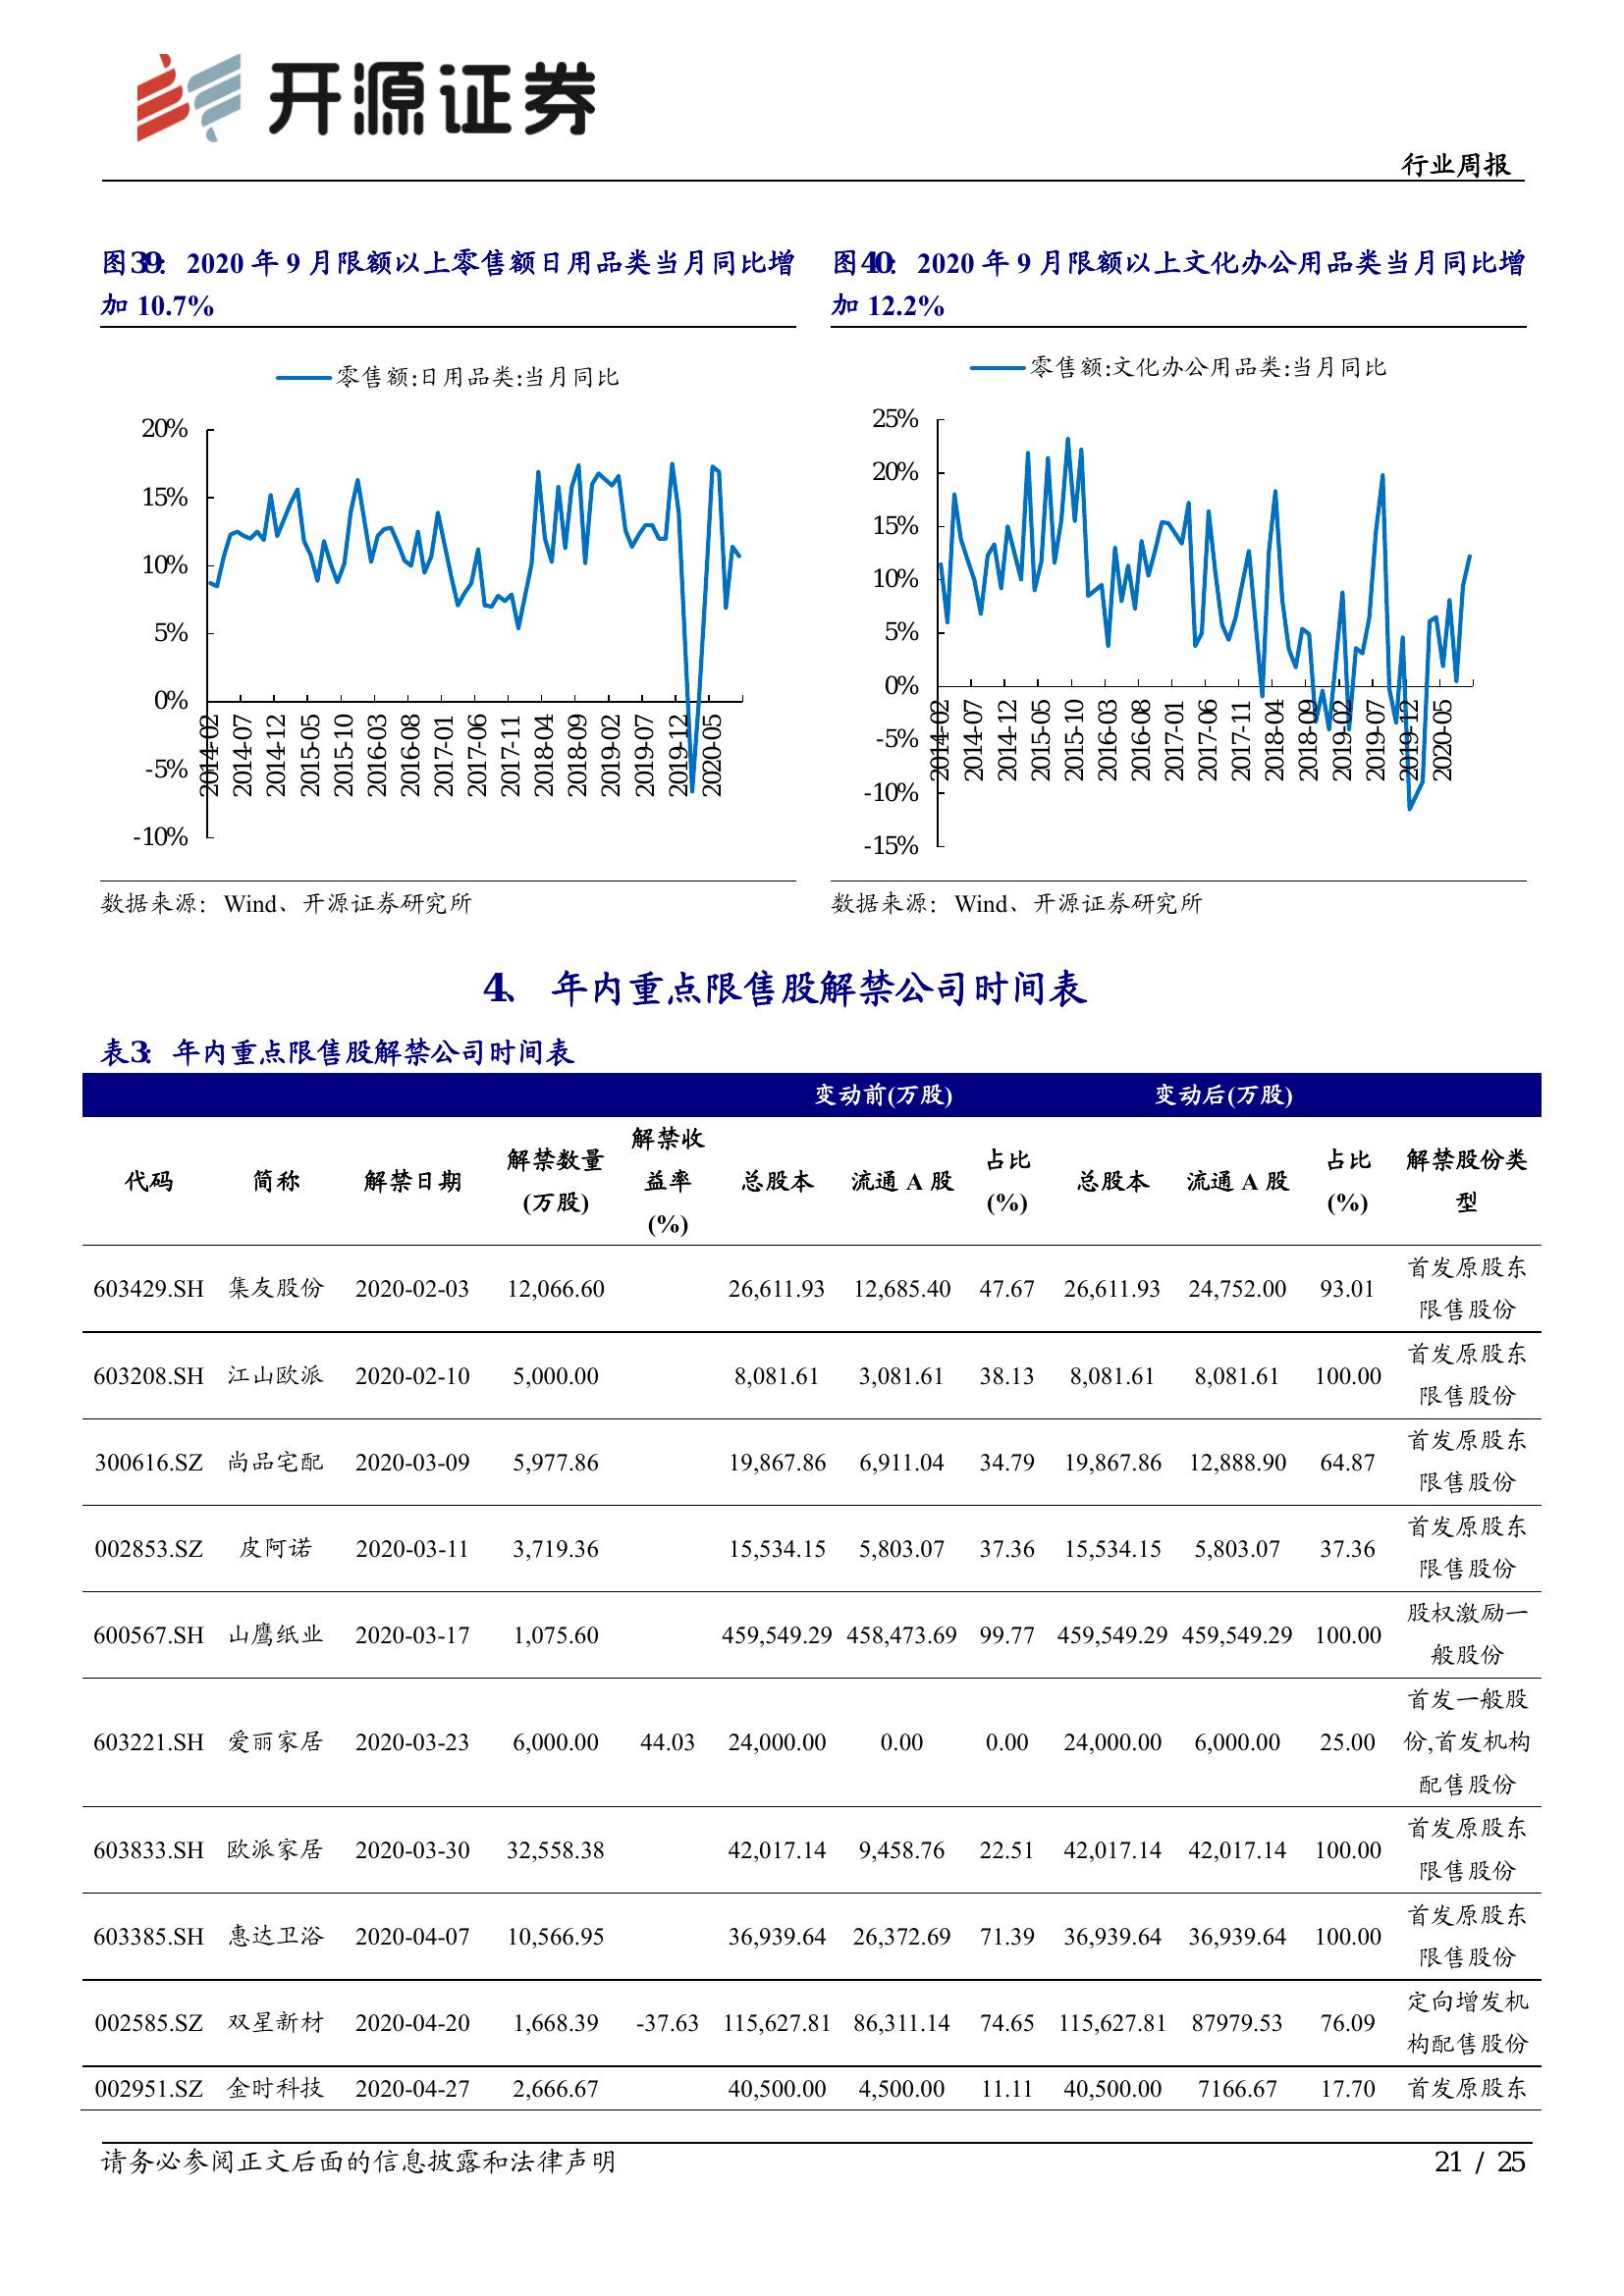 开源证券
行业周报
图39： 2020 年 9 月限额以上零售额日用品类当月同比增
加 10.7%
图40： 2020 年 9 月限额以上文化办公用品类当月同比增
加 12.2%
零售额:日用品类:当月同比
20%
15%
10%
5%
0%
-5%
-10%
2014-02
2014-07
2014-12
2015-05
2015-10
2016-03
2016-08
2017-01
2017-06
2017-11
2018-04
2018-09
2019-02
2019-07
2019-12
2020-05
零售额:文化办公用品类:当月同比
25%
20%
15%
10%
5%
0%
-5%
-10%
-15%
2014-02
2014-07
2014-12
2015-05
2015-10
2016-03
2016-08
2017-01
2017-06
2017-11
2018-04
2018-09
2019-02
2019-07
2019-12
2020-05
数据来源：Wind、开源证券研究所
数据来源：Wind、开源证券研究所
4、 年内重点限售股解禁公司时间表
表3： 年内重点限售股解禁公司时间表
变动前(万股) 变动后(万股)
代码 简称 解禁日期 解禁数量(万股) 解禁收益率(%) 总股本 流通 A 股 占比(%) 总股本 流通 A 股 占比(%) 解禁股份类型
603429.SH 集友股份 2020-02-03 12,066.60 26,611.93 12,685.40 47.67 26,611.93 24,752.00 93.01 首发原股东限售股份
603208.SH 江山欧派 2020-02-10 5,000.00 8,081.61 3,081.61 38.13 8,081.61 8,081.61 100.00 首发原股东限售股份
300616.SZ 尚品宅配 2020-03-09 5,977.86 19,867.86 6,911.04 34.79 19,867.86 12,888.90 64.87 首发原股东限售股份
002853.SZ 皮阿诺 2020-03-11 3,719.36 15,534.15 5,803.07 37.36 15,534.15 5,803.07 37.36 首发原股东限售股份
600567.SH 山鹰纸业 2020-03-17 1,075.60 459,549.29 458,473.69 99.77 459,549.29 459,549.29 100.00 股权激励一般股份
603221.SH 爱丽家居 2020-03-23 6,000.00 44.03 24,000.00 0.00 0.00 24,000.00 6,000.00 25.00 首发一般股份,首发机构配售股份
603833.SH 欧派家居 2020-03-30 32,558.38 42,017.14 9,458.76 22.51 42,017.14 42,017.14 100.00 首发原股东限售股份
603385.SH 惠达卫浴 2020-04-07 10,566.95 36,939.64 26,372.69 71.39 36,939.64 36,939.64 100.00 首发原股东限售股份
002585.SZ 双星新材 2020-04-20 1,668.39 -37.63 115,627.81 86,311.14 74.65 115,627.81 87979.53 76.09 定向增发机构配售股份
002951.SZ 金时科技 2020-04-27 2,666.67 40,500.00 4,500.00 11.11 40,500.00 7166.67 17.70 首发原股东
请务必参阅正文后面的信息披露和法律声明
21 / 25